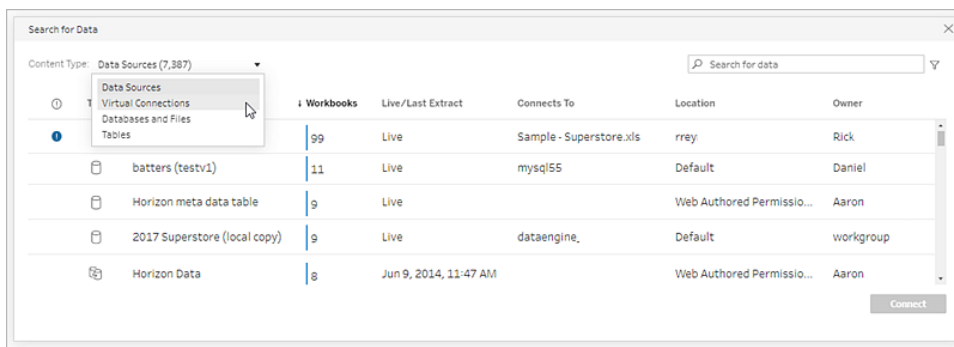 Search for Data
Content Type: Data Sources (7,387)
Search for data
Data Sources
Virtual Connections
Databases and Files
Tables
T ↓ Workbooks Live/Last Extract Connects To Location Owner
99 Live Sample - Superstore.xls rrey Rick
batters (testv1) 11 Live mysql55 Default Daniel
Horizon meta data table 9 Live Web Authored Permissio... Aaron
2017 Superstore (local copy) 9 Live dataengine, Default workgroup
Horizon Data 8 Jun 9, 2014, 11:47 AM Web Authored Permissio... Aaron
Connect